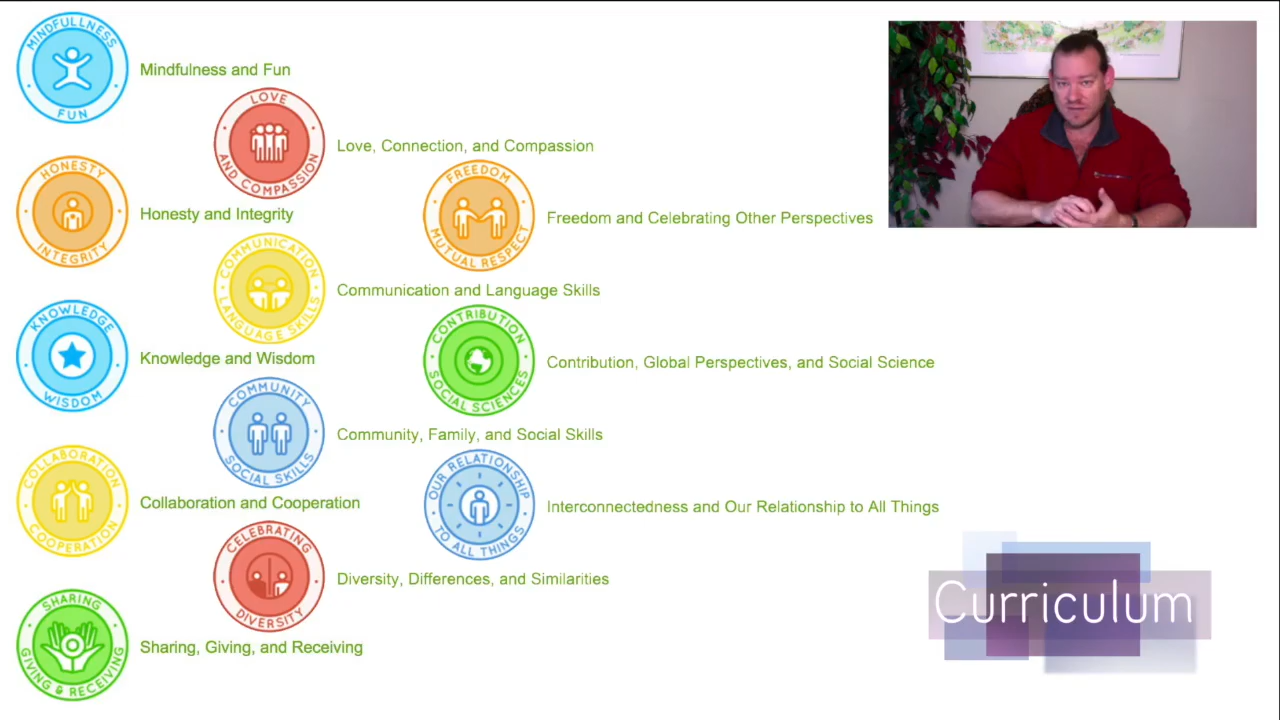 MINDFULLNESS
FUN
Mindfulness and Fun
LOVE
AND COMPASSION
Love, Connection, and Compassion
HONESTY
INTEGRITY
Honesty and Integrity
FREEDOM
MUTUAL RESPECT
Freedom and Celebrating Other Perspectives
COMMUNICATION
LANGUAGE SKILLS
Communication and Language Skills
KNOWLEDGE
WISDOM
Knowledge and Wisdom
CONTRIBUTION
SOCIAL SCIENCES
Contribution, Global Perspectives, and Social Science
COMMUNITY
SOCIAL SKILLS
Community, Family, and Social Skills
COLLABORATION
COOPERATION
Collaboration and Cooperation
OUR RELATIONSHIP
TO ALL THINGS
Interconnectedness and Our Relationship to All Things
CELEBRATING
DIVERSITY
Diversity, Differences, and Similarities
SHARING
GIVING & RECEIVING
Sharing, Giving, and Receiving
Curriculum